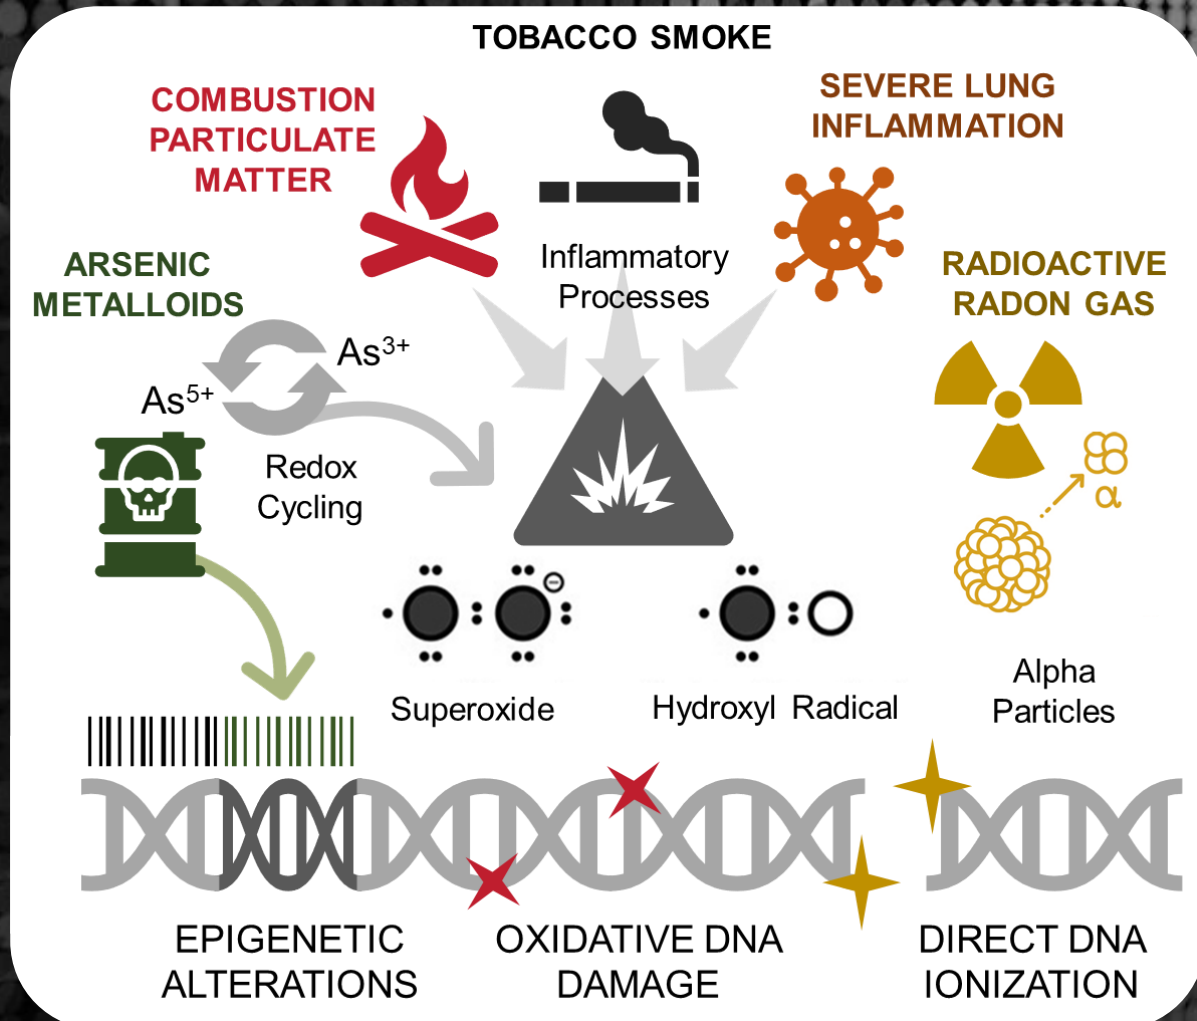 TOBACCO SMOKE
COMBUSTION
PARTICULATE
MATTER
SEVERE LUNG
INFLAMMATION
Inflammatory
Processes
ARSENIC
METALLOIDS
RADIOACTIVE
RADON GAS
As³⁺
As⁵⁺
Redox
Cycling
α
Superoxide
Hydroxyl Radical
Alpha
Particles
EPIGENETIC
ALTERATIONS
OXIDATIVE DNA
DAMAGE
DIRECT DNA
IONIZATION